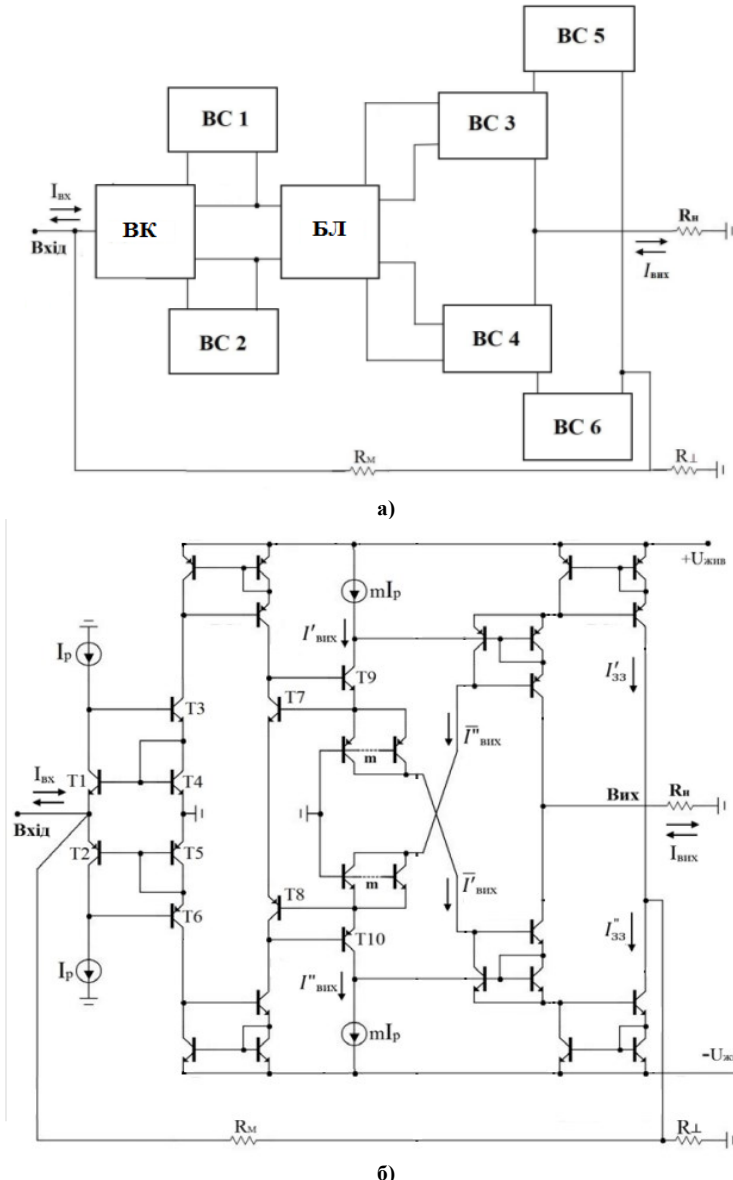 ВС 5
ВС 1
ВС 3
Iвх
ВК
БЛ
Rн
Вхід
Iвих
ВС 2
ВС 4
ВС 6
Rм
R⊥
а)
+Uжив
mIр
I'вих
Iр
T9
T3
T7
I'зз
Ī"вих
Iвх
T1
T4
m
Rн
Вих
Вхід
T2
T5
Iвих
m
Ī'вих
T8
T6
I"зз
T10
Iр
I"вих
mIр
-Uжи
Rм
R⊥
б)